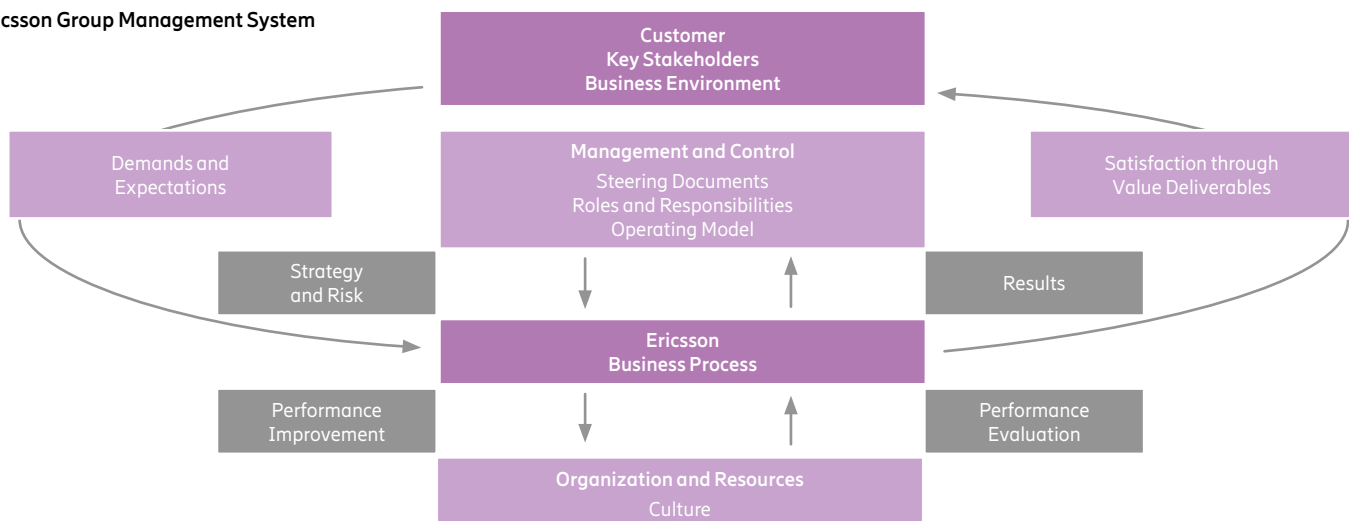 csson Group Management System
Customer
Key Stakeholders
Business Environment
Demands and
Expectations
Management and Control
Steering Documents
Roles and Responsibilities
Operating Model
Satisfaction through
Value Deliverables
Strategy
and Risk
Results
Ericsson
Business Process
Performance
Improvement
Performance
Evaluation
Organization and Resources
Culture